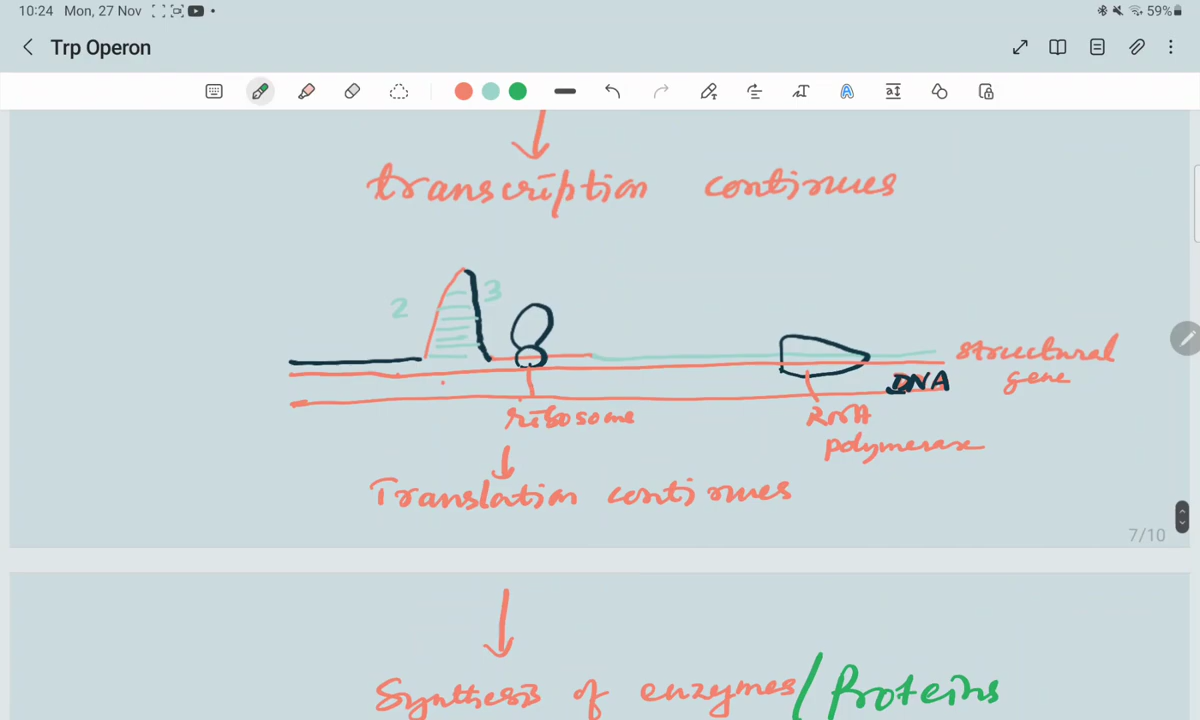 10:24 Mon, 27 Nov
59%
Trp Operon
transcription continues
2 3
structural gene
DNA
ribosome
RNA polymerase
Translation continues
7/10
Synthesis of enzymes/Proteins